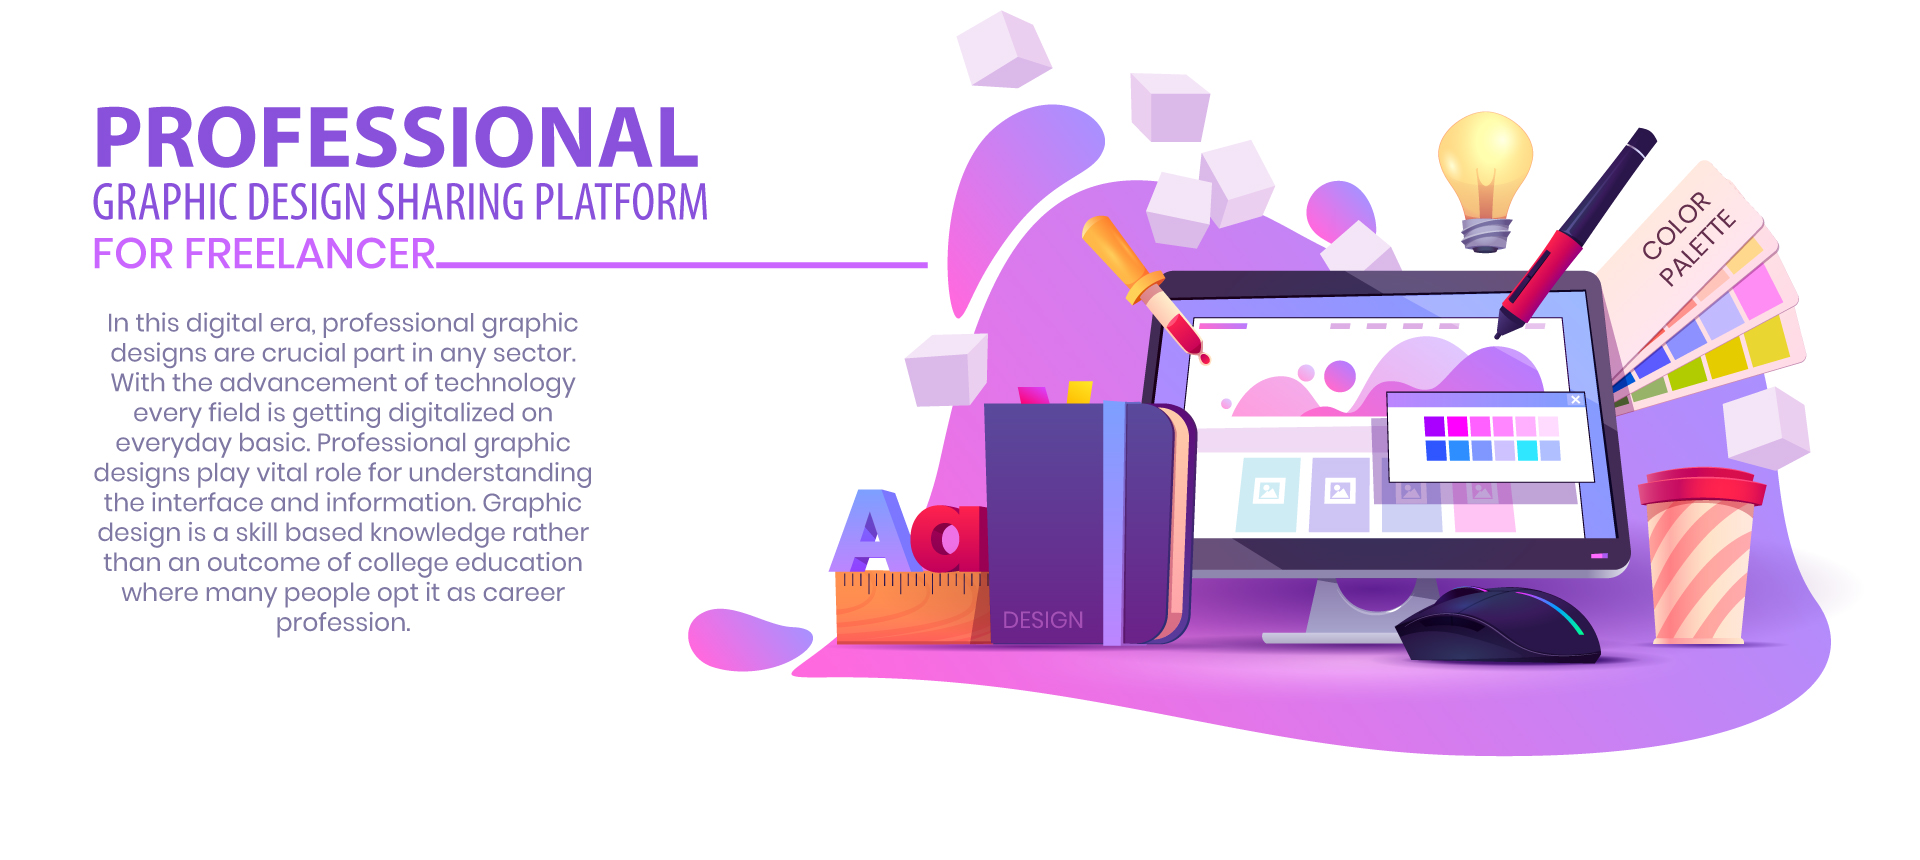 PROFESSIONAL
GRAPHIC DESIGN SHARING PLATFORM
FOR FREELANCER
In this digital era, professional graphic
designs are crucial part in any sector.
With the advancement of technology
every field is getting digitalized on
everyday basic. Professional graphic
designs play vital role for understanding
the interface and information. Graphic
design is a skill based knowledge rather
than an outcome of college education
where many people opt it as career
profession.
COLOR
PALETTE
Aa
DESIGN